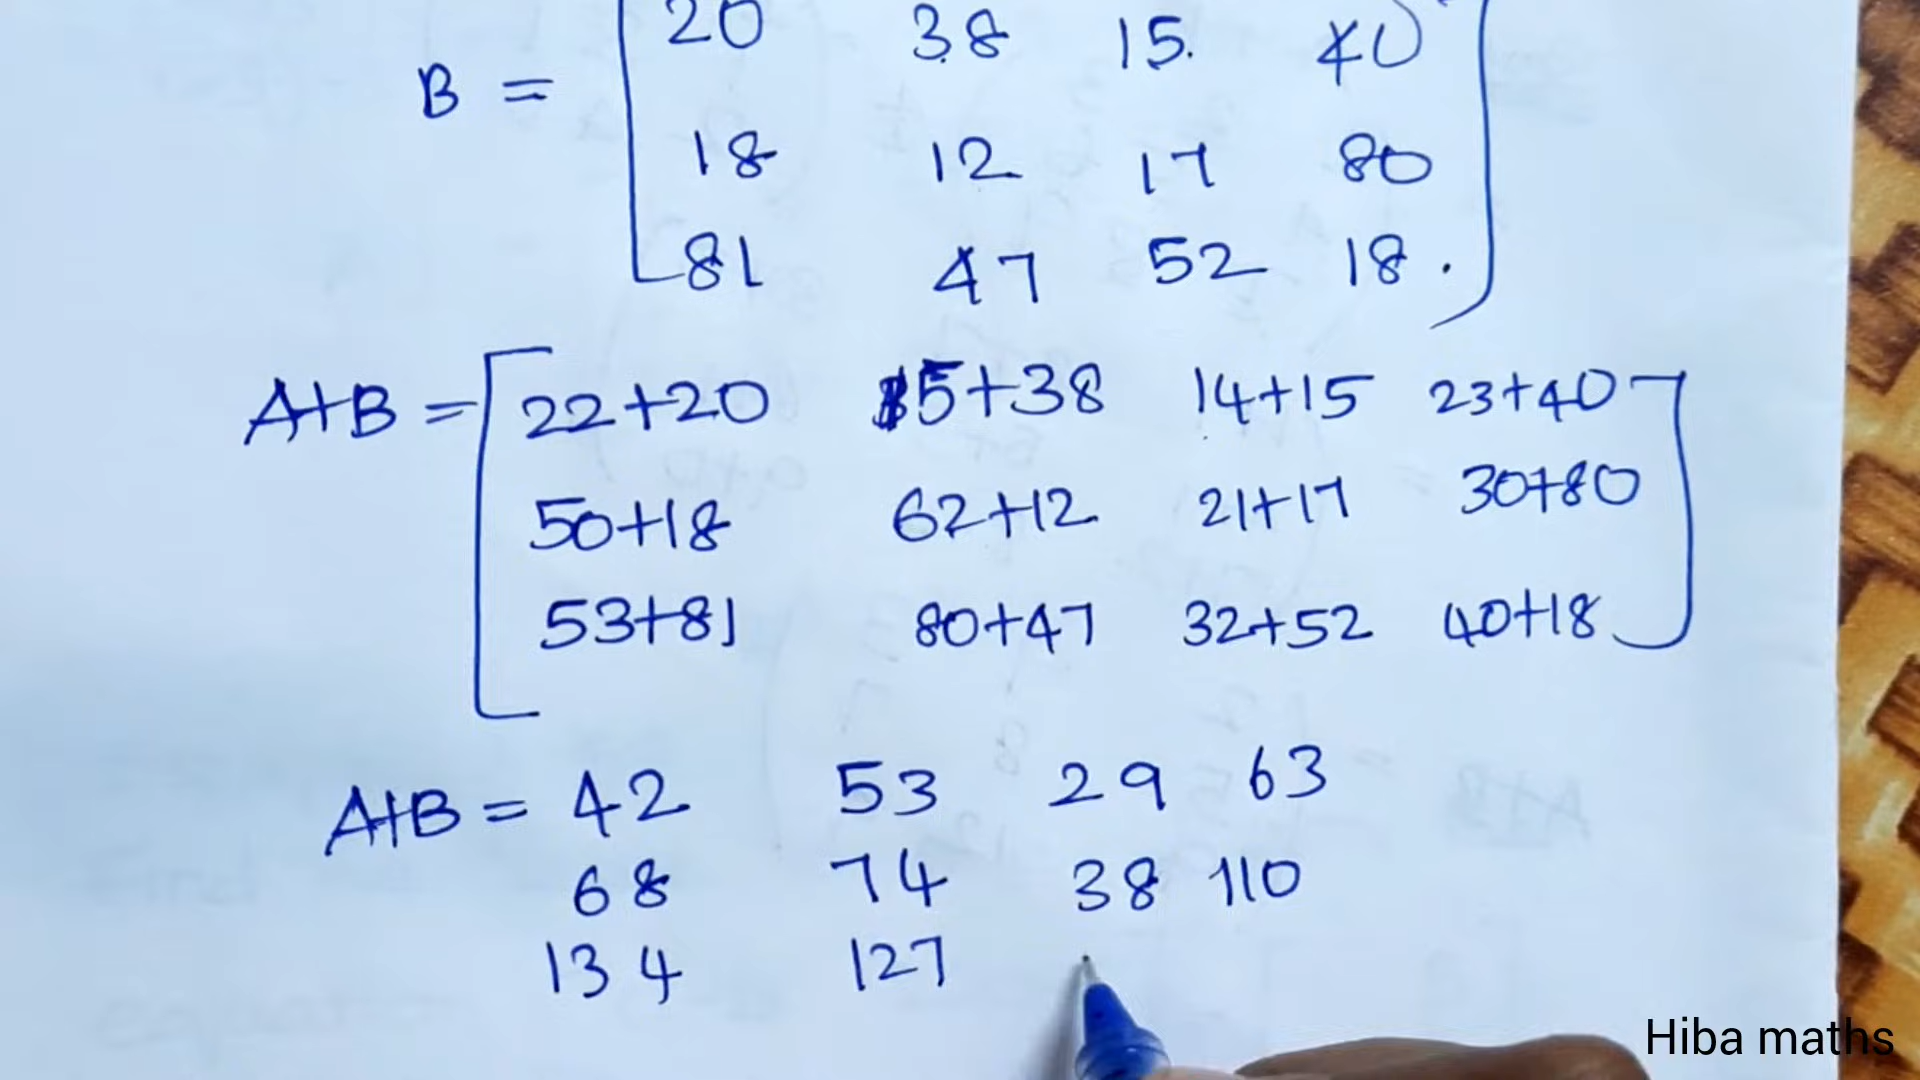 20 38 15. 40
B =
18 12 17 80
81 47 52 18 .
A+B = 22+20 15+38 14+15 23+40
50+18 62+12 21+17 30+80
53+81 80+47 32+52 40+18
A+B = 42 53 29 63
68 74 38 110
134 127
Hiba maths